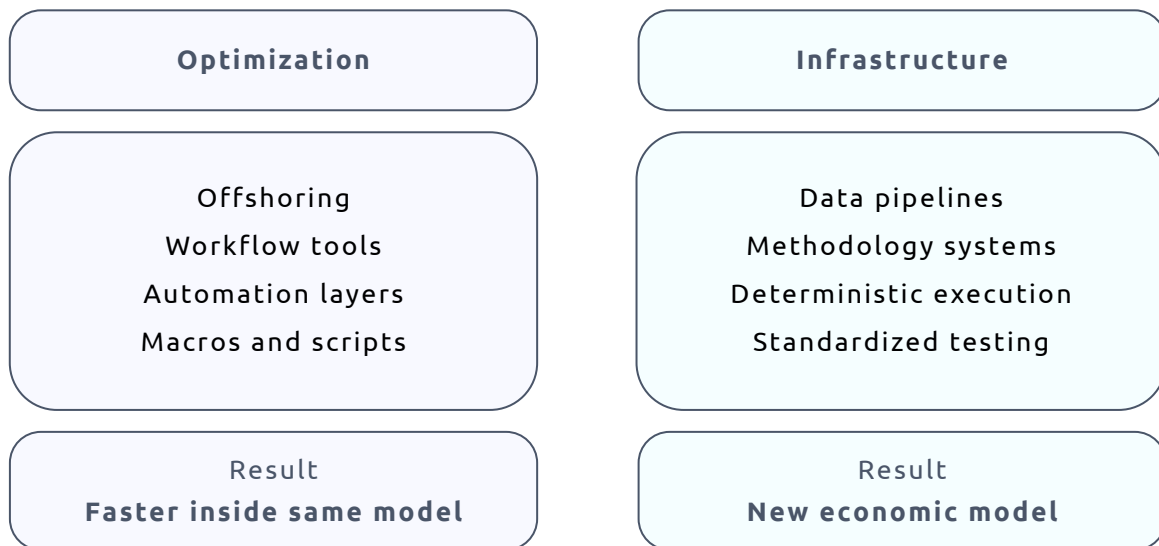 Optimization
Offshoring
Workflow tools
Automation layers
Macros and scripts
Result
Faster inside same model
Infrastructure
Data pipelines
Methodology systems
Deterministic execution
Standardized testing
Result
New economic model